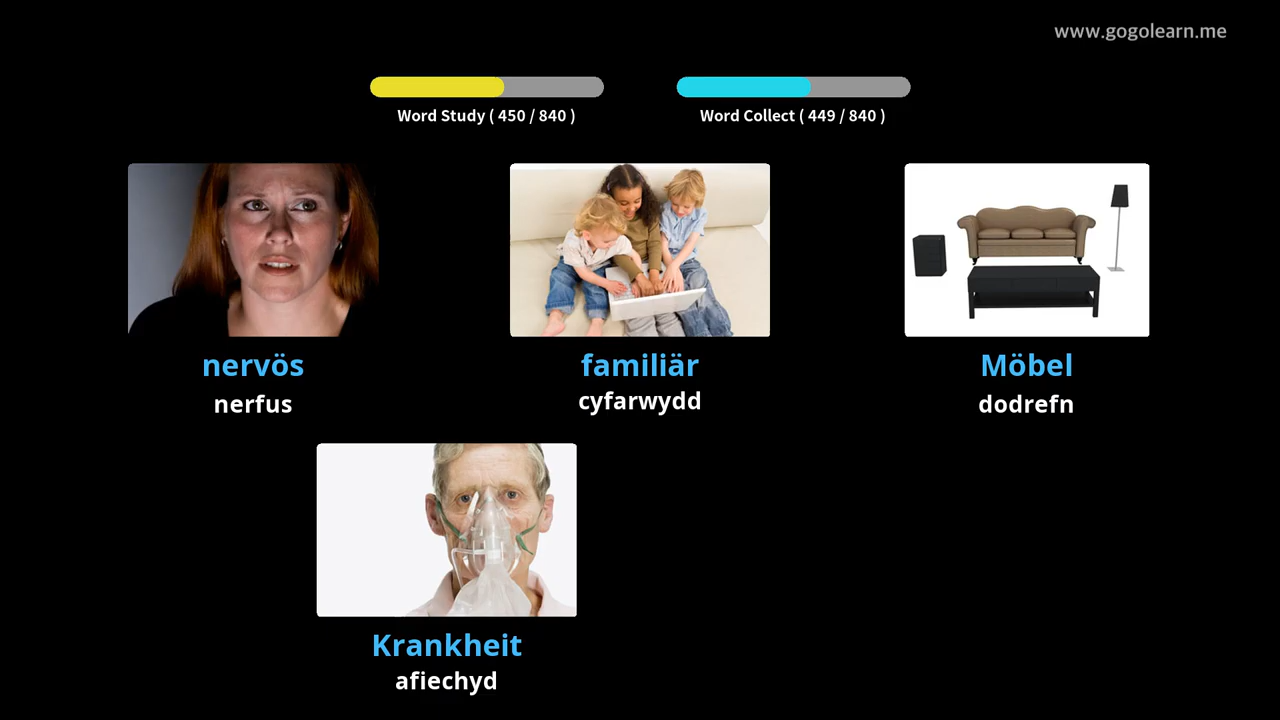 www.gogolearn.me
Word Study ( 450 / 840 )
Word Collect ( 449 / 840 )
nervös
nerfus
familiär
cyfarwydd
Möbel
dodrefn
Krankheit
afiechyd